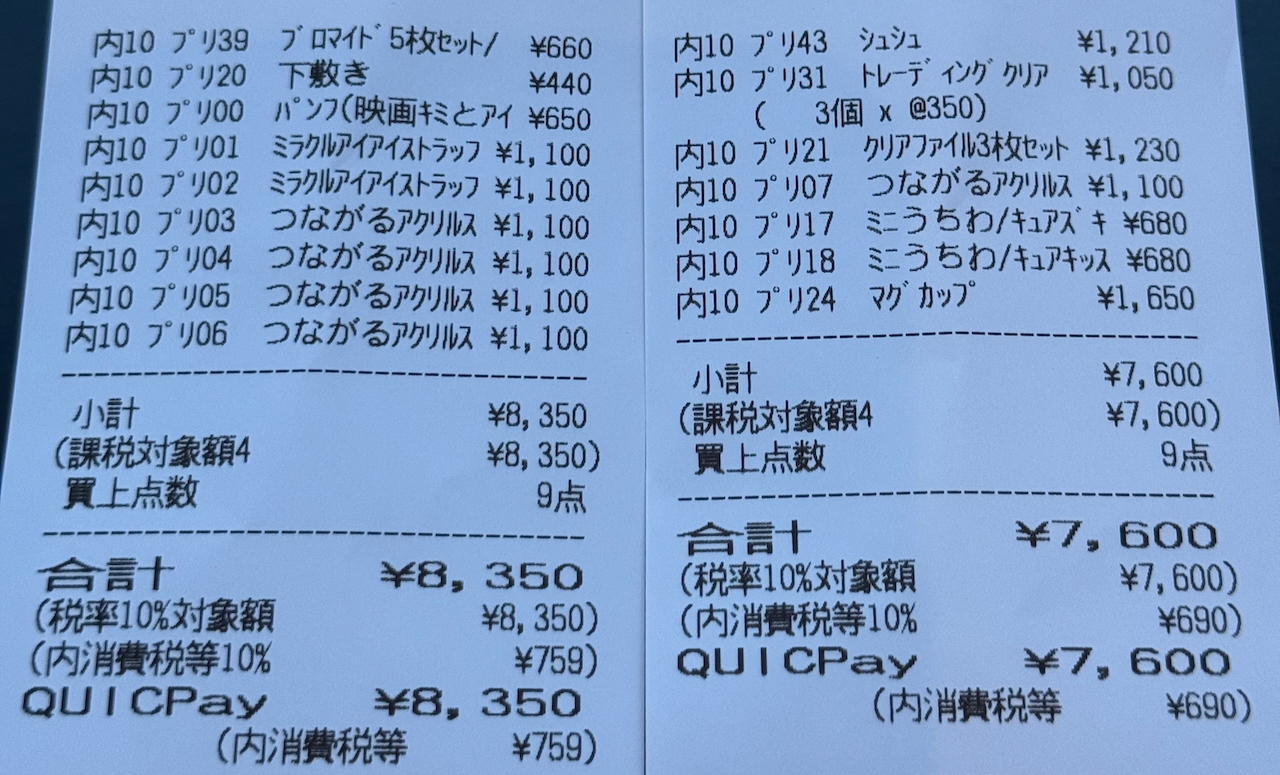 内10 プリ39 ブロマイド5枚セット/ ¥660
内10 プリ20 下敷き ¥440
内10 プリ00 パンフ(映画キミとアイ ¥650
内10 プリ01 ミラクルアイアイストラップ ¥1,100
内10 プリ02 ミラクルアイアイストラップ ¥1,100
内10 プリ03 つながるアクリルス ¥1,100
内10 プリ04 つながるアクリルス ¥1,100
内10 プリ05 つながるアクリルス ¥1,100
内10 プリ06 つながるアクリルス ¥1,100
小計 ¥8,350
(課税対象額4 ¥8,350)
買上点数 9点
合計 ¥8,350
(税率10%対象額 ¥8,350)
(内消費税等10% ¥759)
QUICPay ¥8,350
(内消費税等 ¥759)
内10 プリ43 シュシュ ¥1,210
内10 プリ31 トレーディングクリア ¥1,050
( 3個 x @350)
内10 プリ21 クリアファイル3枚セット ¥1,230
内10 プリ07 つながるアクリルス ¥1,100
内10 プリ17 ミニうちわ/キュアズキ ¥680
内10 プリ18 ミニうちわ/キュアキッス ¥680
内10 プリ24 マグカップ ¥1,650
小計 ¥7,600
(課税対象額4 ¥7,600)
買上点数 9点
合計 ¥7,600
(税率10%対象額 ¥7,600)
(内消費税等10% ¥690)
QUICPay ¥7,600
(内消費税等 ¥690)